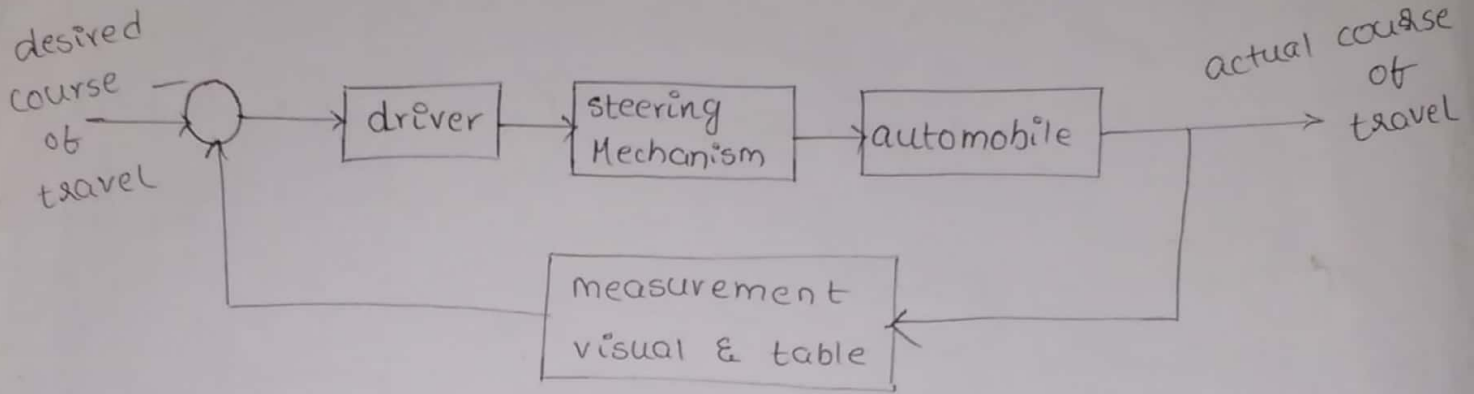 desired
course
of
travel
driver
steering
Mechanism
automobile
actual course
of
travel
measurement
visual & table